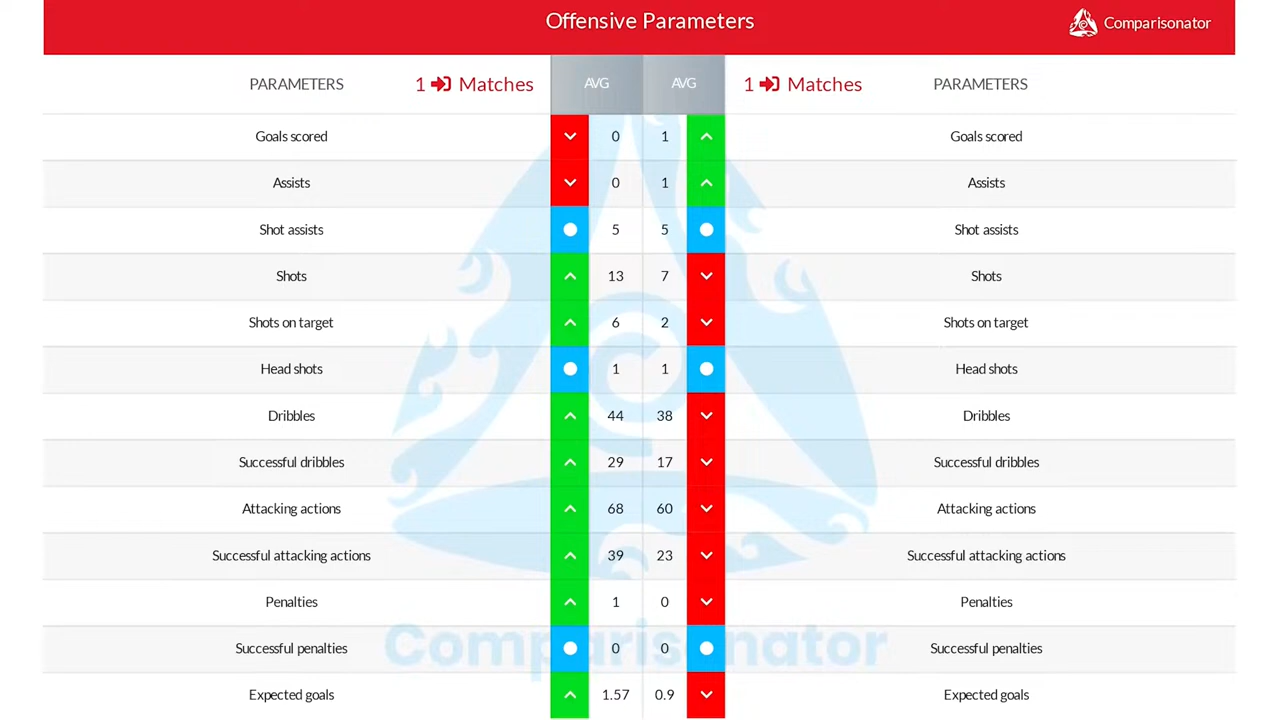 Offensive Parameters
Comparisonator
PARAMETERS 1 Matches AVG AVG 1 Matches PARAMETERS
Goals scored 0 1 Goals scored
Assists 0 1 Assists
Shot assists 5 5 Shot assists
Shots 13 7 Shots
Shots on target 6 2 Shots on target
Head shots 1 1 Head shots
Dribbles 44 38 Dribbles
Successful dribbles 29 17 Successful dribbles
Attacking actions 68 60 Attacking actions
Successful attacking actions 39 23 Successful attacking actions
Penalties 1 0 Penalties
Successful penalties 0 0 Successful penalties
Comparisonator
Expected goals 1.57 0.9 Expected goals